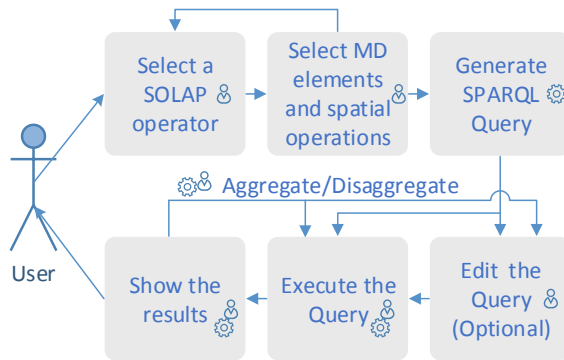 Select a
SOLAP
operator
Select MD
elements
and spatial
operations
Generate
SPARQL
Query
Aggregate/Disaggregate
User
Show the
results
Execute the
Query
Edit the
Query
(Optional)